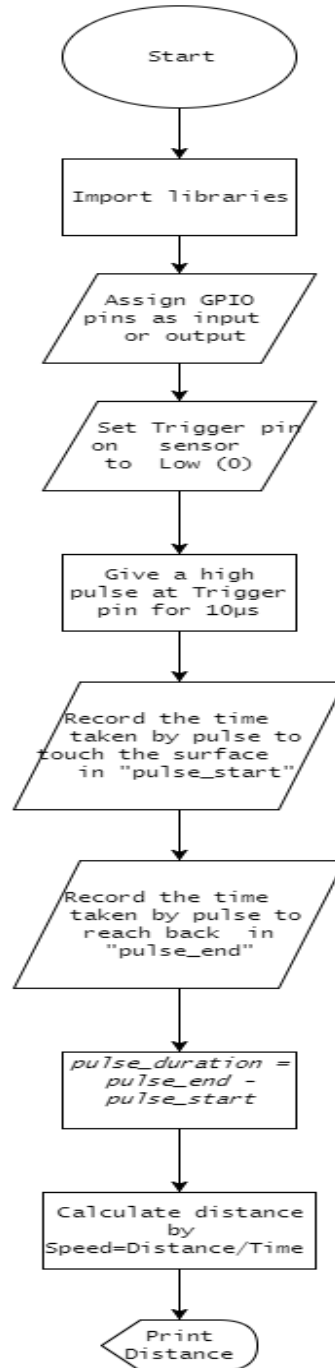 Start
Import libraries
Assign GPIO
pins as input
or output
Set Trigger pin
on sensor
to Low (0)
Give a high
pulse at Trigger
pin for 10µs
Record the time
taken by pulse to
touch the surface
in "pulse_start"
Record the time
taken by pulse to
reach back in
"pulse_end"
pulse_duration =
pulse_end -
pulse_start
Calculate distance
by
Speed=Distance/Time
Print
Distance